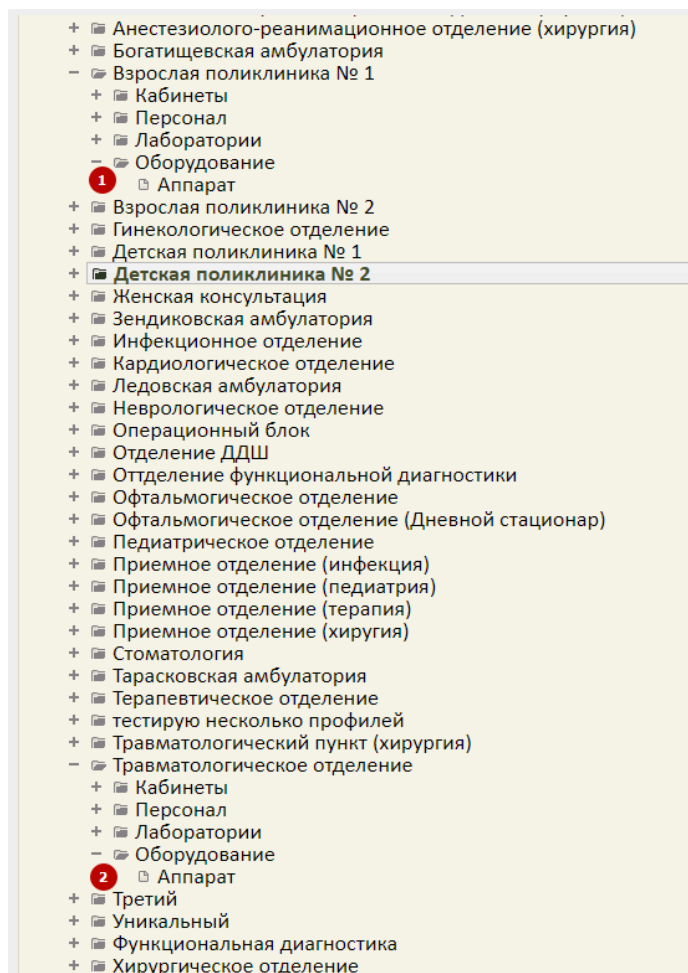 Анестезиолого-реанимационное отделение (хирургия)
Богатищевская амбулатория
Взрослая поликлиника № 1
Кабинеты
Персонал
Лаборатории
Оборудование
1 Аппарат
Взрослая поликлиника № 2
Гинекологическое отделение
Детская поликлиника № 1
Детская поликлиника № 2
Женская консультация
Зендиковская амбулатория
Инфекционное отделение
Кардиологическое отделение
Ледовская амбулатория
Неврологическое отделение
Операционный блок
Отделение ДДШ
Оттделение функциональной диагностики
Офтальмогическое отделение
Офтальмогическое отделение (Дневной стационар)
Педиатрическое отделение
Приемное отделение (инфекция)
Приемное отделение (педиатрия)
Приемное отделение (терапия)
Приемное отделение (хиругия)
Стоматология
Тарасковская амбулатория
Терапевтическое отделение
тестирую несколько профилей
Травматологический пункт (хирургия)
Травматологическое отделение
Кабинеты
Персонал
Лаборатории
Оборудование
2 Аппарат
Третий
Уникальный
Функциональная диагностика
Хирургическое отделение